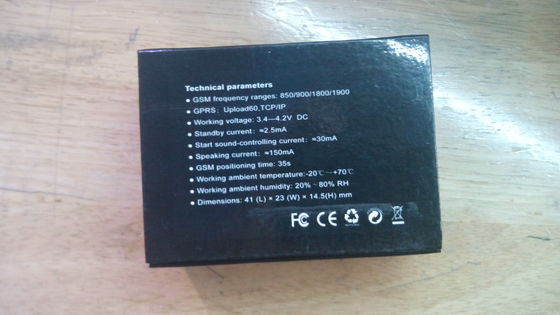 Technical parameters
● GSM frequency ranges: 850/900/1800/1900
● GPRS: Upload60,TCP/IP
● Working voltage: 3.4—4.2V DC
● Standby current: ≈2.5mA
● Start sound-controlling current: ≈30mA
● Speaking current: ≈150mA
● GSM positioning time: 35s
● Working ambient temperature:-20℃~+70℃
● Working ambient humidity: 20% ~ 80% RH
● Dimensions: 41 (L) × 23 (W) × 14.5(H) mm
FC CE